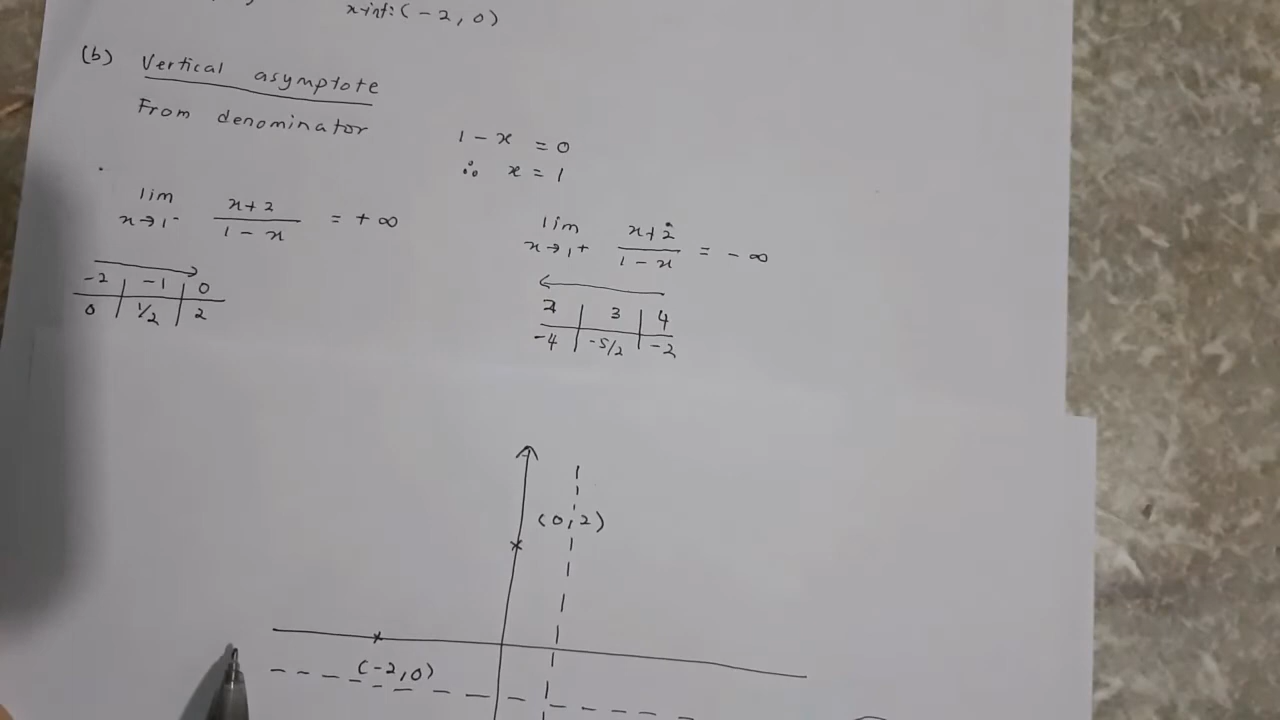 x-int: (-2, 0)
(b) Vertical asymptote
From denominator
1 - x = 0
∴ x = 1
lim x→1⁻ x+2 / 1-x = +∞
lim x→1⁺ x+2 / 1-x = -∞
-2 | -1 | 0
0 | 1/2 | 2
2 | 3 | 4
-4 | -5/2 | -2
(0,2)
(-2,0)